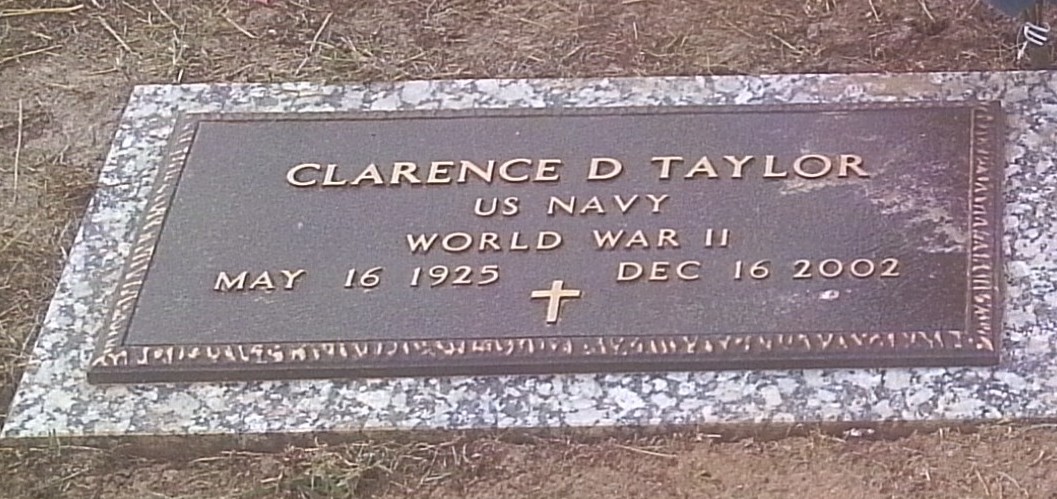 CLARENCE D TAYLOR
US NAVY
WORLD WAR II
MAY 16 1925 DEC 16 2002